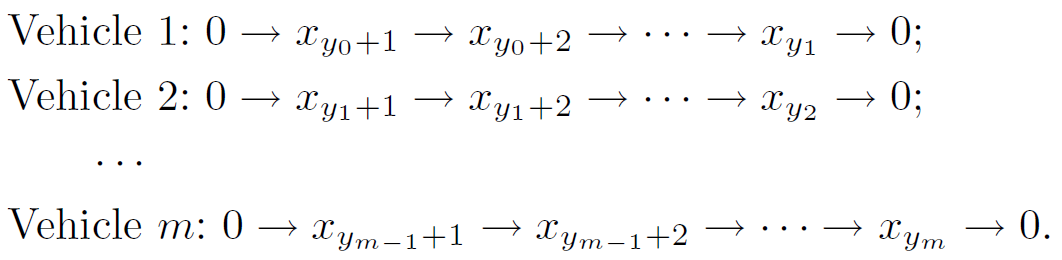 Vehicle 1: 0 → x_{y_0+1} → x_{y_0+2} → ⋯ → x_{y_1} → 0;
Vehicle 2: 0 → x_{y_1+1} → x_{y_1+2} → ⋯ → x_{y_2} → 0;
⋯
Vehicle m: 0 → x_{y_{m-1}+1} → x_{y_{m-1}+2} → ⋯ → x_{y_m} → 0.